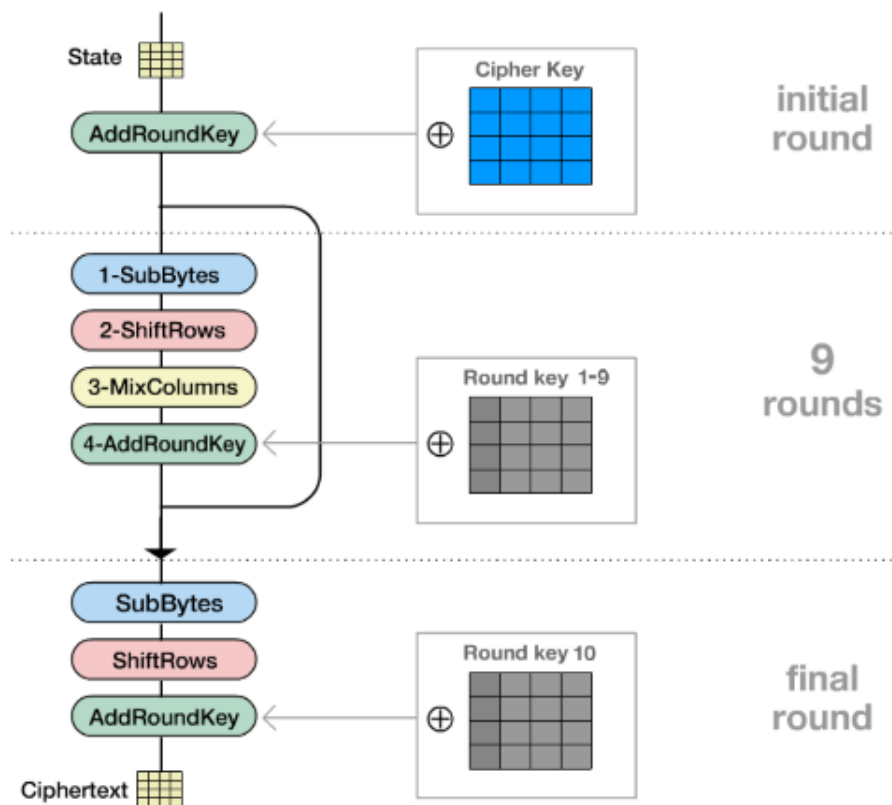 State
Cipher Key
AddRoundKey
initial
round
1-SubBytes
2-ShiftRows
3-MixColumns
4-AddRoundKey
Round key 1-9
9
rounds
SubBytes
ShiftRows
AddRoundKey
Round key 10
final
round
Ciphertext